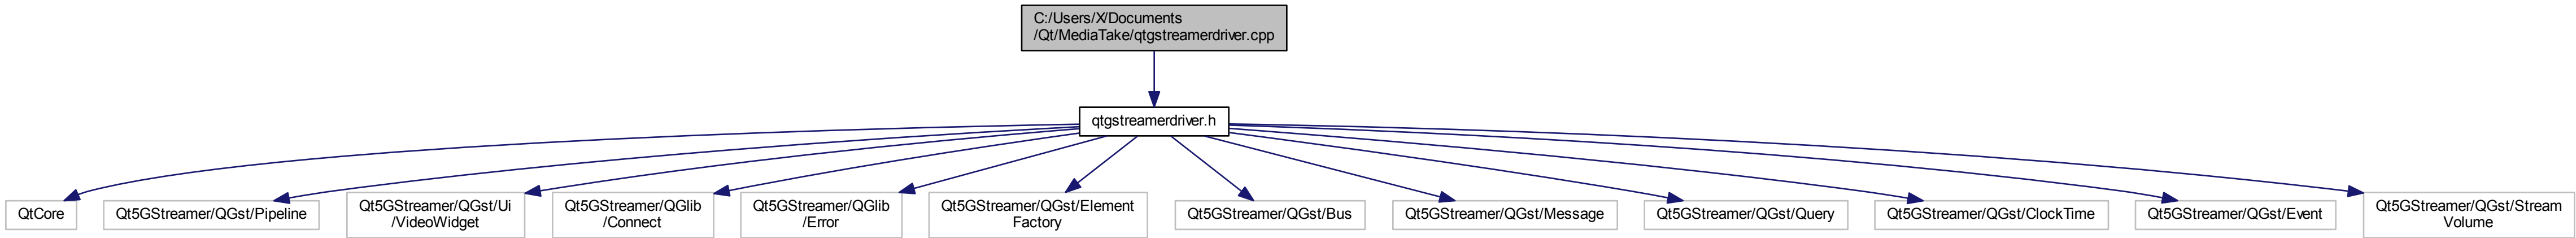 C:/Users/X/Documents
/Qt/MediaTake/qtgstreamerdriver.cpp
qtgstreamerdriver.h
QtCore
Qt5GStreamer/QGst/Pipeline
Qt5GStreamer/QGst/Ui
/VideoWidget
Qt5GStreamer/QGlib
/Connect
Qt5GStreamer/QGlib
/Error
Qt5GStreamer/QGst/Element
Factory
Qt5GStreamer/QGst/Bus
Qt5GStreamer/QGst/Message
Qt5GStreamer/QGst/Query
Qt5GStreamer/QGst/ClockTime
Qt5GStreamer/QGst/Event
Qt5GStreamer/QGst/Stream
Volume